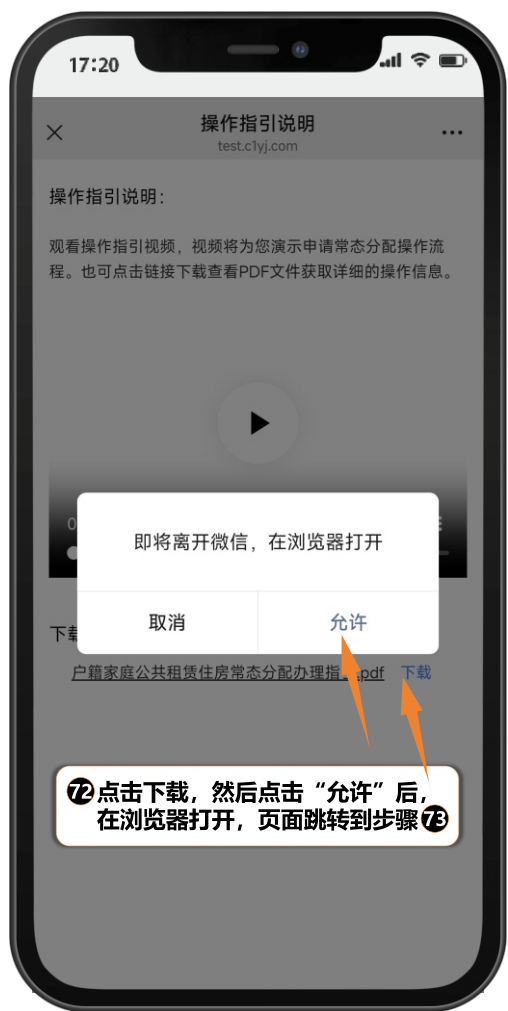 17:20
操作指引说明
test.c1yj.com
操作指引说明：
观看操作指引视频，视频将为您演示申请常态分配操作流
程。也可点击链接下载查看PDF文件获取详细的操作信息。
0
即将离开微信，在浏览器打开
取消
允许
下载
户籍家庭公共租赁住房常态分配办理指 pdf 下载
72 点击下载，然后点击“允许”后，
在浏览器打开，页面跳转到步骤 73